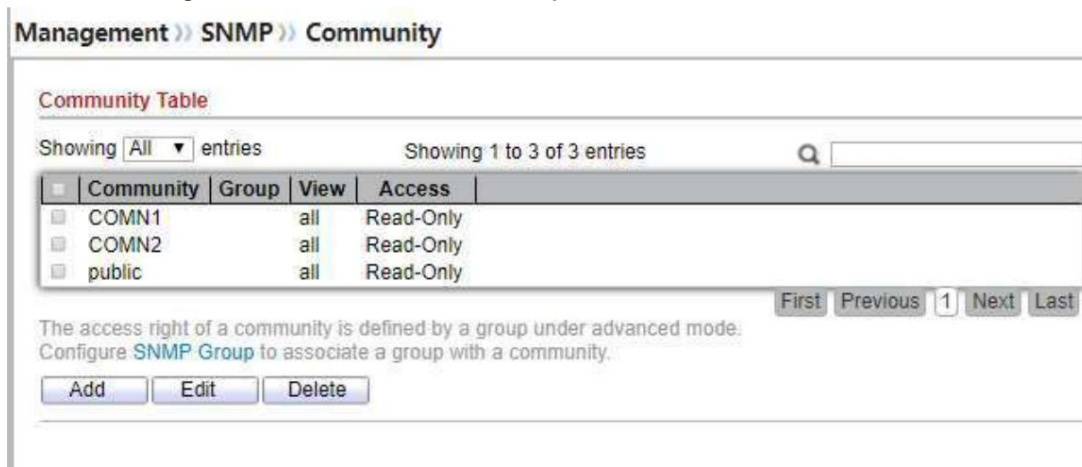 Management » SNMP » Community
Community Table
Showing All entries
Showing 1 to 3 of 3 entries
Community Group View Access
COMN1 all Read-Only
COMN2 all Read-Only
public all Read-Only
First Previous 1 Next Last
The access right of a community is defined by a group under advanced mode.
Configure SNMP Group to associate a group with a community.
Add Edit Delete